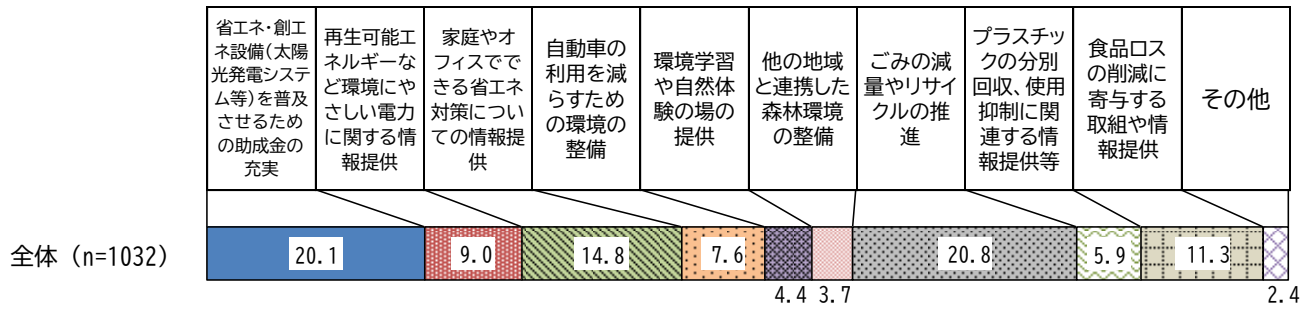 省エネ・創エ
ネ設備(太陽
光発電システ
ム等)を普及
させるため
の助成金の
充実
再生可能エ
ネルギーな
ど環境にや
さしい電力
に関する情
報提供
家庭やオ
フィスでで
きる省エネ
対策につい
ての情報提
供
自動車の
利用を減
らすため
の環境の
整備
環境学習
や自然体
験の場の
提供
他の地域
と連携した
森林環境
の整備
ごみの減
量やリサイ
クルの推
進
プラスチッ
クの分別
回収、使用
抑制に関
連する情
報提供等
食品ロス
の削減に
寄与する
取組や情
報提供
その他
全体(n=1032)
20.1
9.0
14.8
7.6
4.4
3.7
20.8
5.9
11.3
2.4